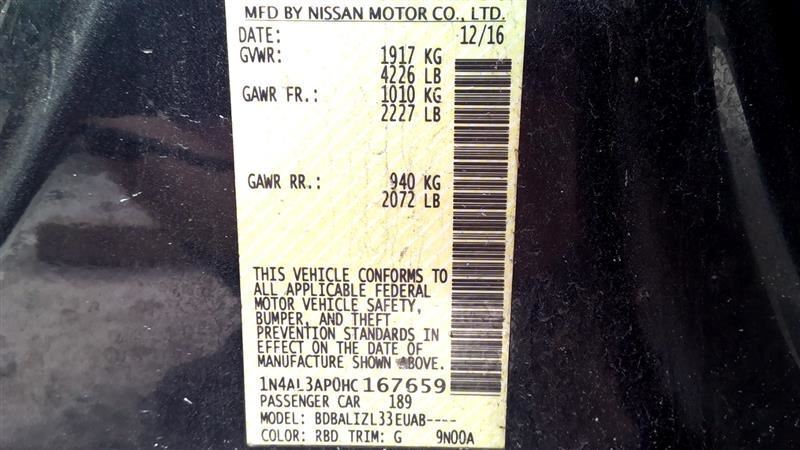 MFD BY NISSAN MOTOR CO., LTD.
DATE: 12/16
GVWR: 1917 KG
4226 LB
GAWR FR.: 1010 KG
2227 LB
GAWR RR.: 940 KG
2072 LB
THIS VEHICLE CONFORMS TO
ALL APPLICABLE FEDERAL
MOTOR VEHICLE SAFETY,
BUMPER, AND THEFT
PREVENTION STANDARDS IN
EFFECT ON THE DATE OF
MANUFACTURE SHOWN ABOVE.
1N4AL3AP0HC167659
PASSENGER CAR 189
MODEL: BDBALIZL33EUAB----
COLOR: RBD TRIM: G 9N00A